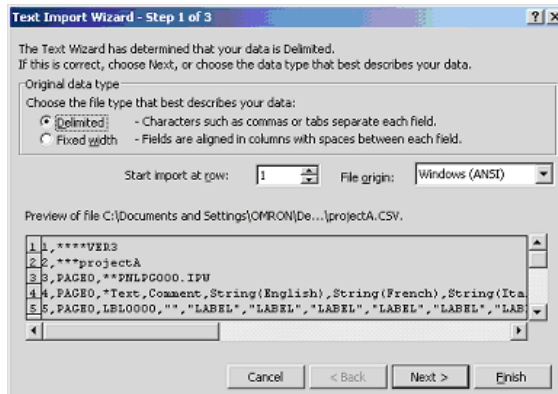 Text Import Wizard - Step 1 of 3
The Text Wizard has determined that your data is Delimited.
If this is correct, choose Next, or choose the data type that best describes your data.
Original data type
Choose the file type that best describes your data:
Delimited - Characters such as commas or tabs separate each field.
Fixed width - Fields are aligned in columns with spaces between each field.
Start import at row: 1 File origin: Windows (ANSI)
Preview of file C:\Documents and Settings\OMRON\De...\projectA.CSV.
1 1,****VER3
2 2,***projectA
3 3,PAGE0,**PNLPG000.IPW
4 4,PAGE0,*Text,Comment,String(English),String(French),String(Ita
5 5,PAGE0,LBL0000,"","LABEL","LABEL","LABEL","LABEL","LABEL","LAB
Cancel < Back Next > Finish